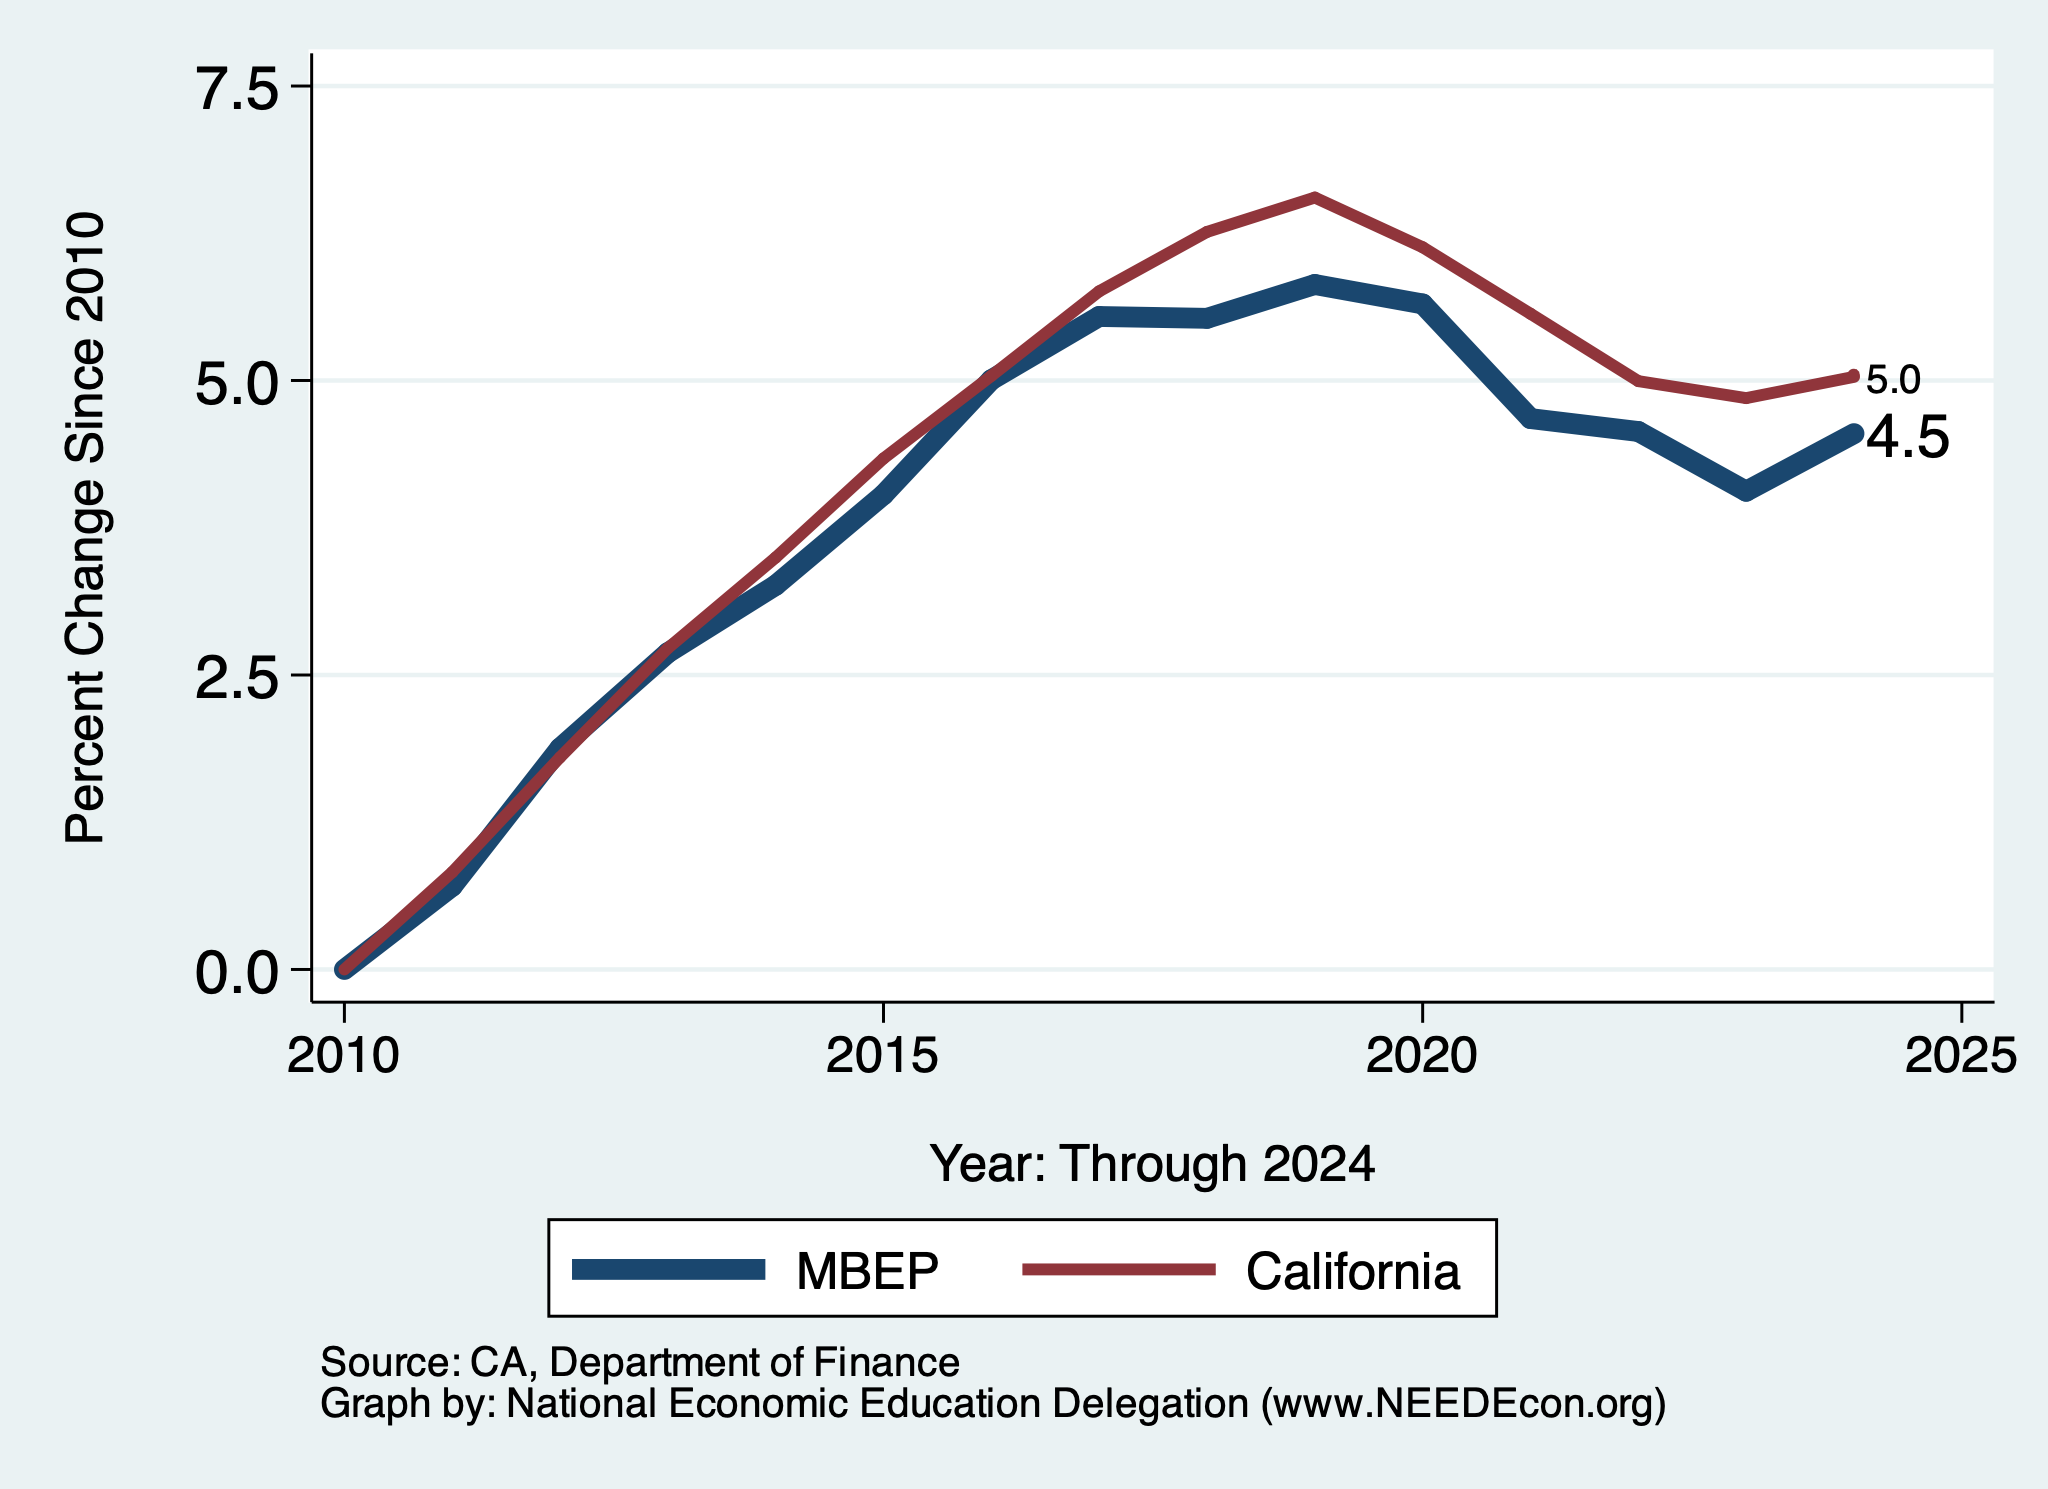 7.5
5.0
2.5
0.0
Percent Change Since 2010
5.0
4.5
2010 2015 2020 2025
Year: Through 2024
MBEP California
Source: CA, Department of Finance
Graph by: National Economic Education Delegation (www.NEEDEcon.org)